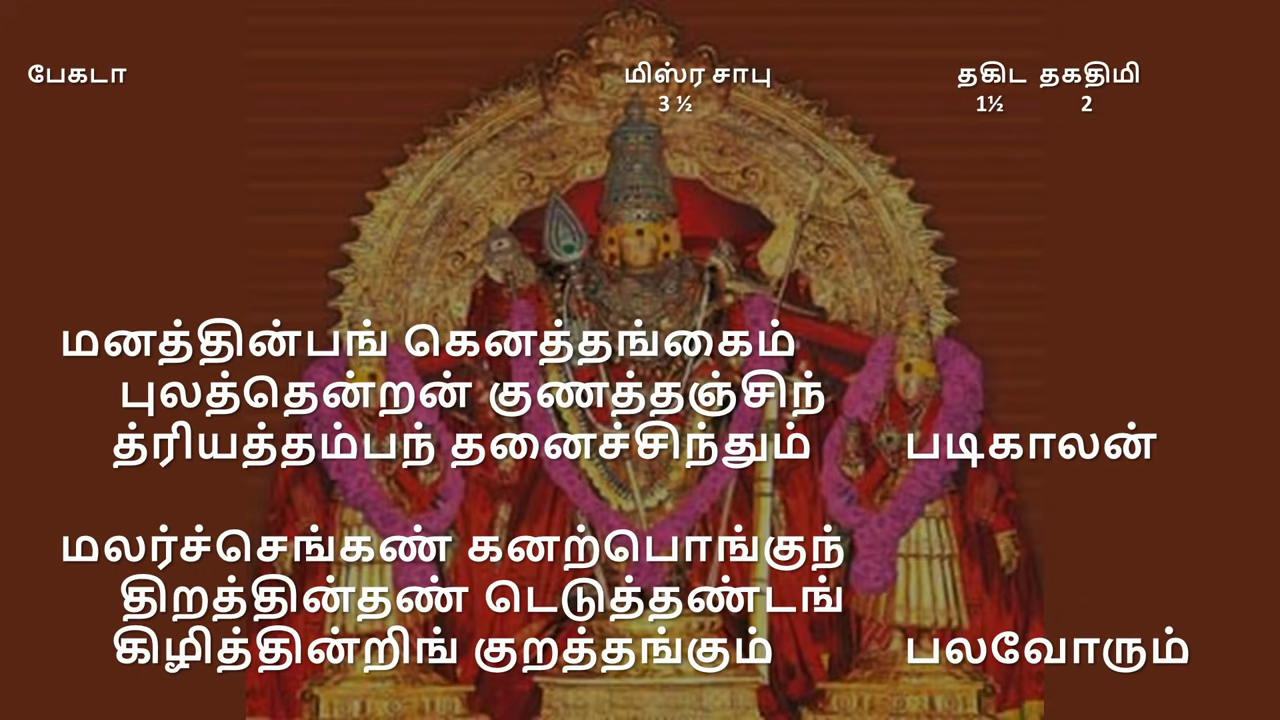 பேகடா மிஸ்ர சாபு தகிட தகதிமி
3 ½ 1½ 2
மனத்தின்பங் கெனத்தங்கைம்
புலத்தென்றன் குணத்தஞ்சிந்
த்ரியத்தம்பந் தனைச்சிந்தும் படிகாலன்
மலர்ச்செங்கண் கனற்பொங்குந்
திறத்தின்தண் டெடுத்தண்டங்
கிழித்தின்றிங் குறத்தங்கும் பலவோரும்